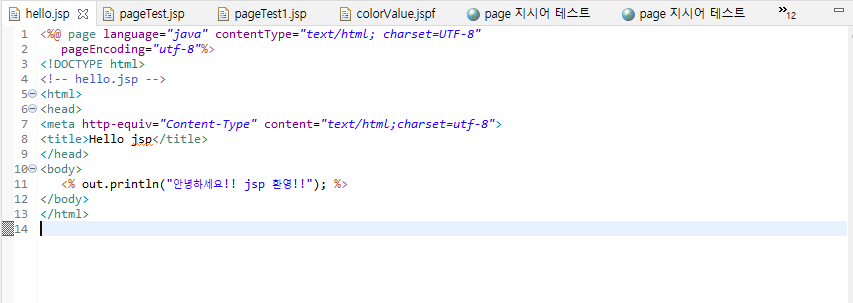 hello.jsp pageTest.jsp pageTest1.jsp colorValue.jspf page 지시어 테스트 page 지시어 테스트 »12
1 <%@ page language="java" contentType="text/html; charset=UTF-8"
2 pageEncoding="utf-8"%>
3 <!DOCTYPE html>
4 <!-- hello.jsp -->
5 <html>
6 <head>
7 <meta http-equiv="Content-Type" content="text/html;charset=utf-8">
8 <title>Hello jsp</title>
9 </head>
10 <body>
11 <% out.println("안녕하세요!! jsp 환영!!"); %>
12 </body>
13 </html>
14